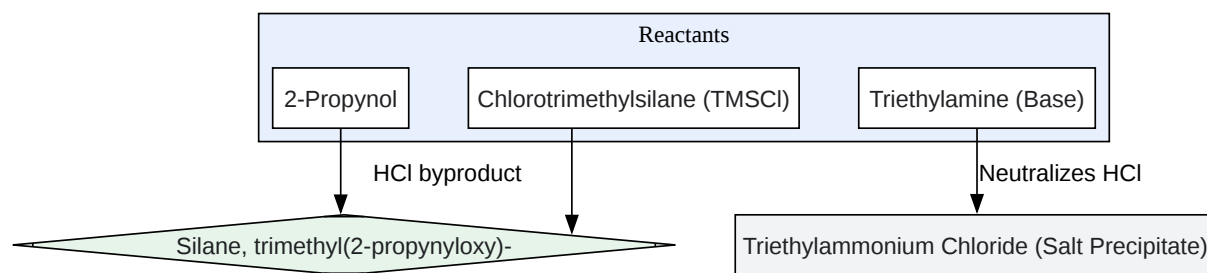 Reactants
2-Propynol
Chlorotrimethylsilane (TMSCl)
Triethylamine (Base)
HCl byproduct
Neutralizes HCl
Silane, trimethyl(2-propynyloxy)-
Triethylammonium Chloride (Salt Precipitate)